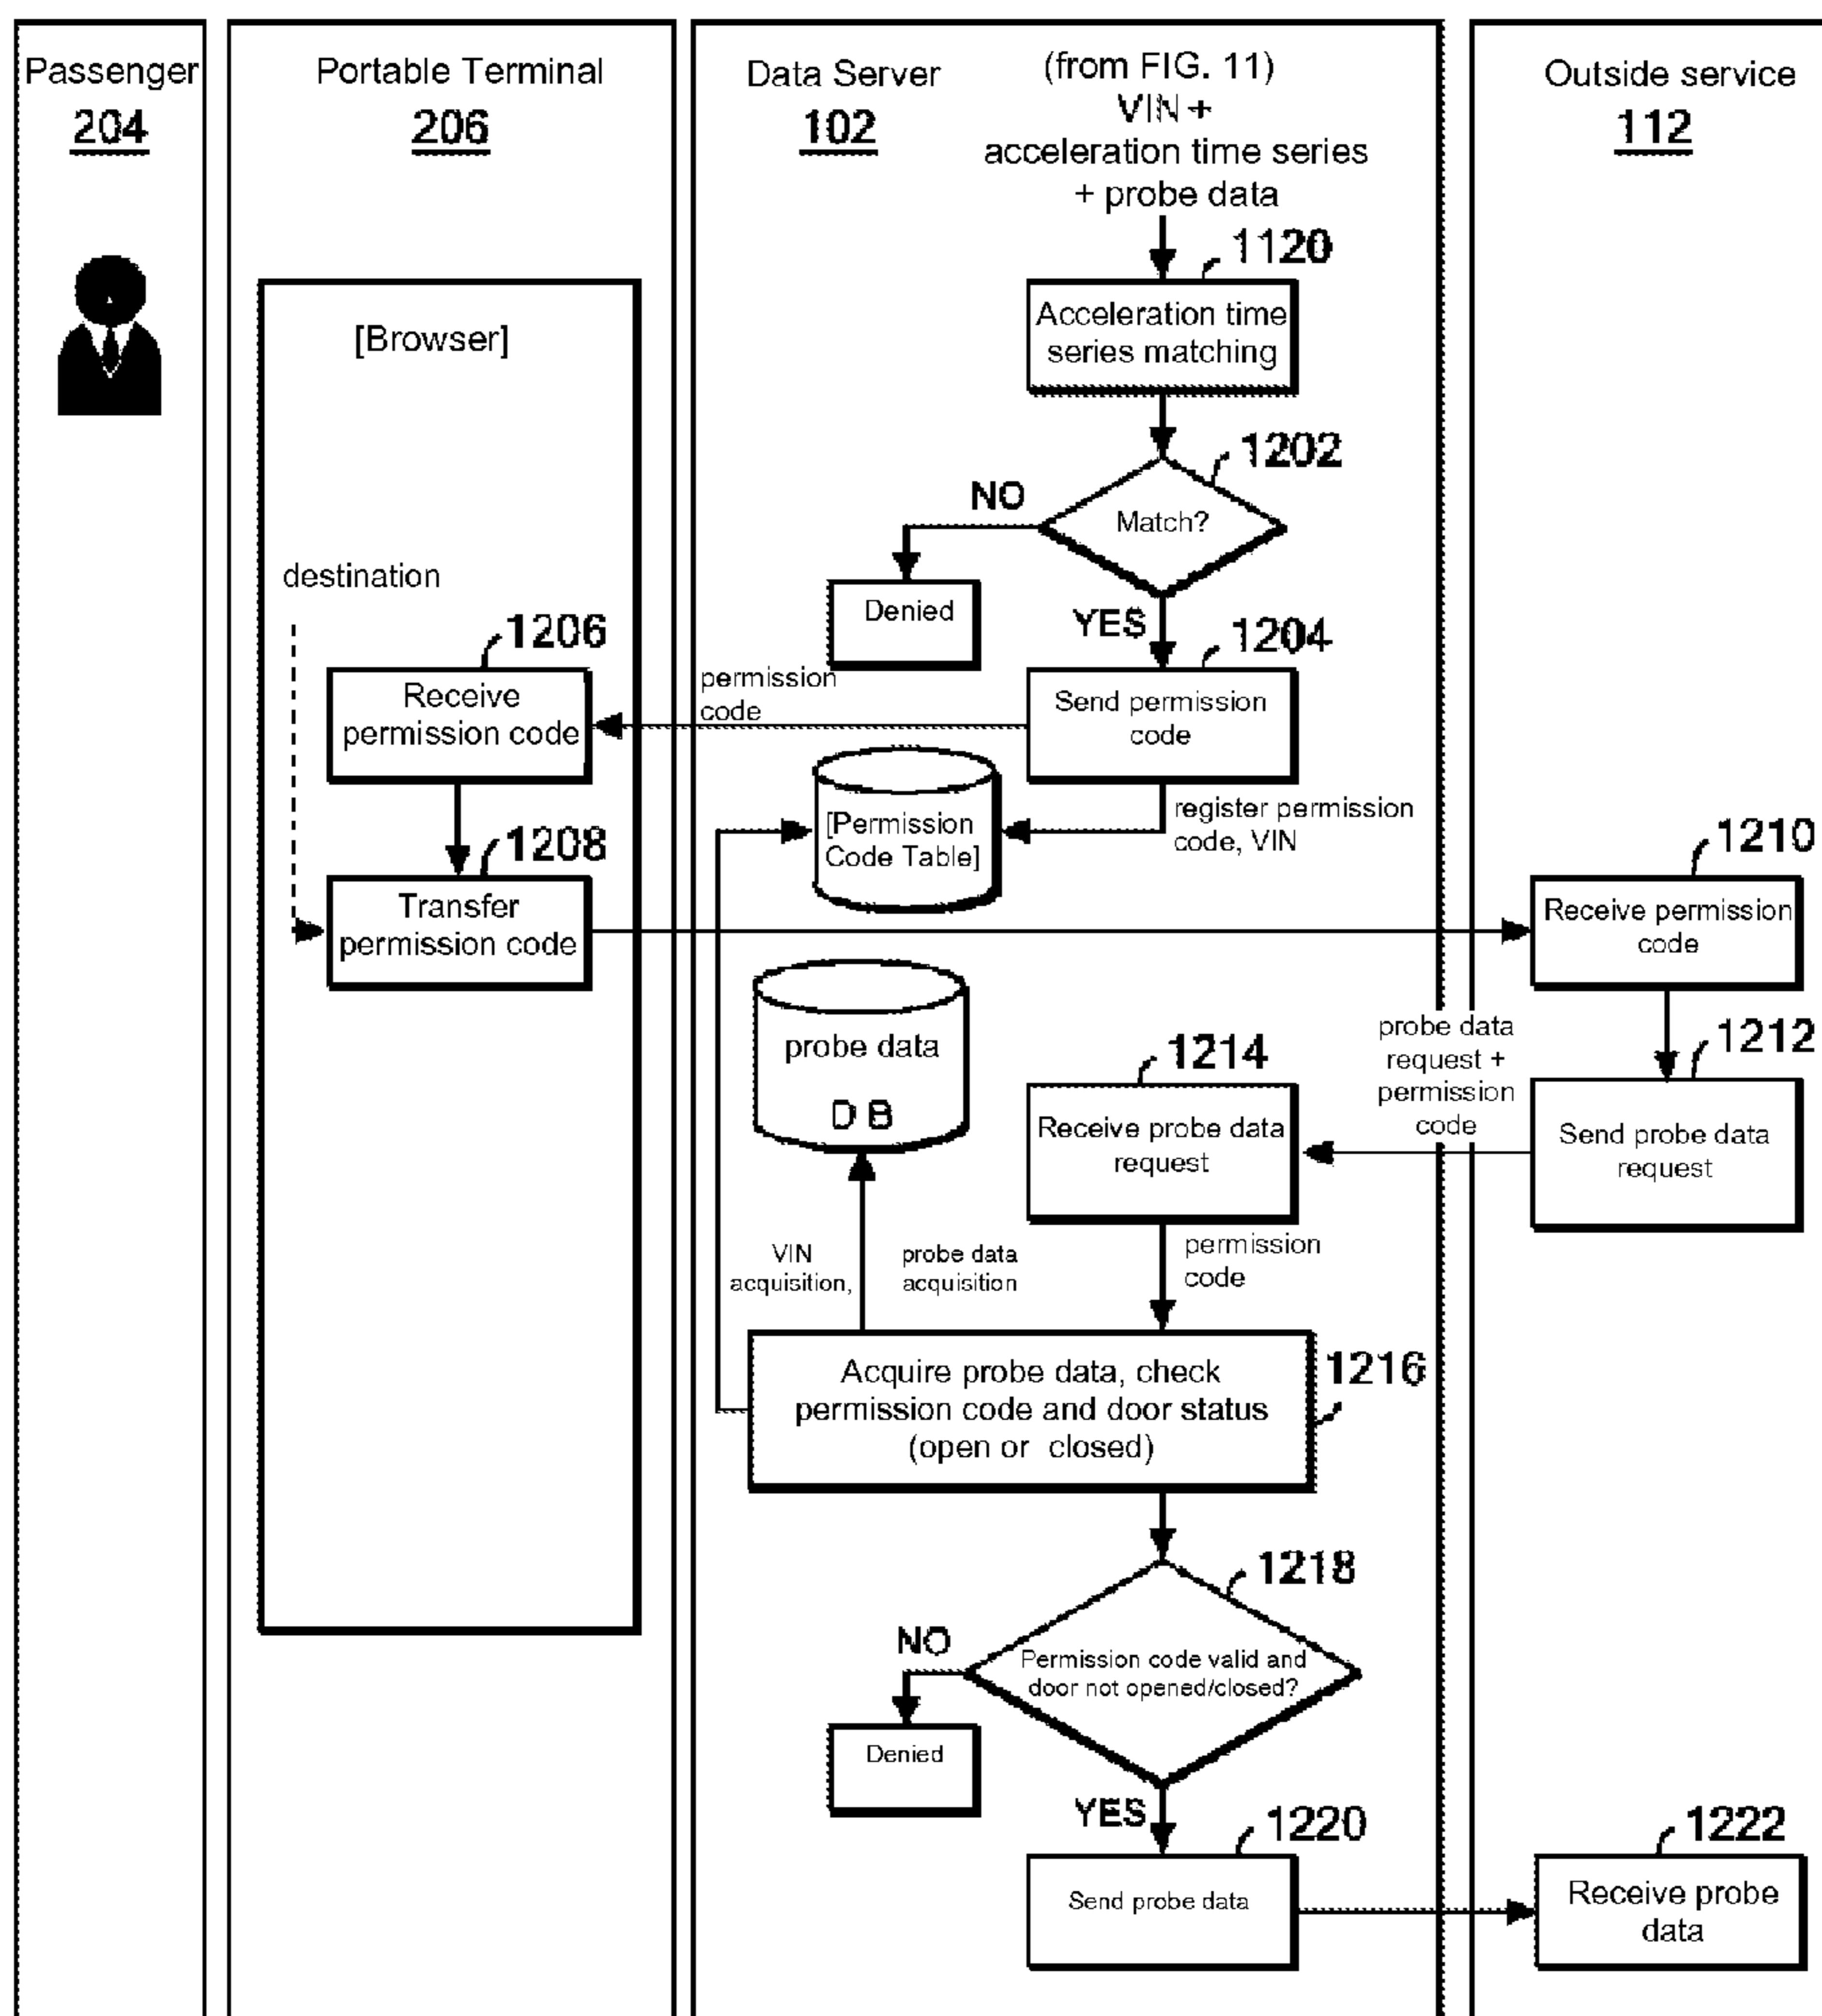 Passenger
204
Portable Terminal
206
Data Server
102
(from FIG. 11)
VIN +
acceleration time series
+ probe data
Outside service
112
1120
Acceleration time
series matching
[Browser]
1202
Match?
NO
Denied
YES
destination
1204
Send permission
code
1206
Receive
permission code
permission
code
register permission
code, VIN
[Permission
Code Table]
1208
Transfer
permission code
1210
Receive permission
code
1212
Send probe data
request
probe data
request +
permission
code
1214
Receive probe data
request
probe data
D B
permission
code
VIN
acquisition,
probe data
acquisition
1216
Acquire probe data, check
permission code and door status
(open or closed)
1218
Permission code valid and
door not opened/closed?
NO
Denied
YES
1220
Send probe data
1222
Receive probe
data